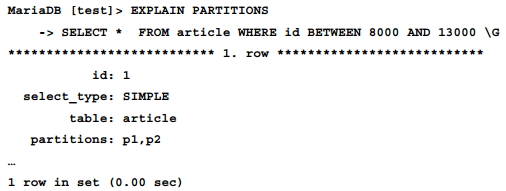 MariaDB [test]> EXPLAIN PARTITIONS
-> SELECT * FROM article WHERE id BETWEEN 8000 AND 13000 \G
*************************** 1. row ***************************
id: 1
select_type: SIMPLE
table: article
partitions: p1,p2
…
1 row in set (0.00 sec)